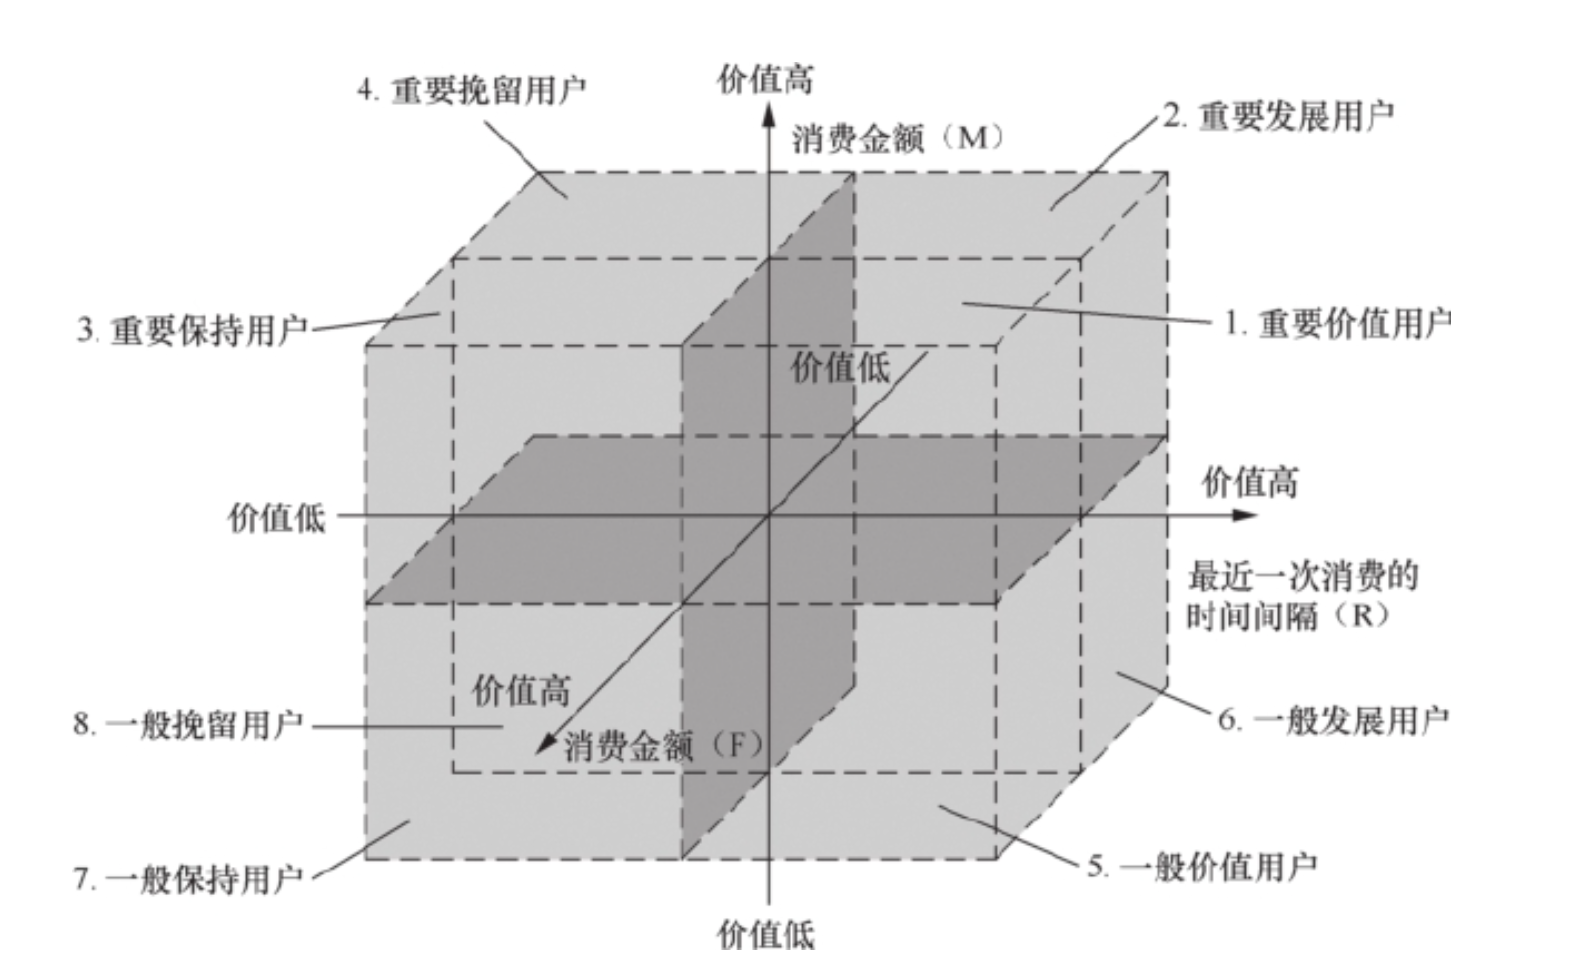 价值高
4. 重要挽留用户
2. 重要发展用户
消费金额（M）
3. 重要保持用户
1. 重要价值用户
价值低
价值高
价值低
最近一次消费的
时间间隔（R）
价值高
8. 一般挽留用户
6. 一般发展用户
消费金额（F）
7. 一般保持用户
5. 一般价值用户
价值低